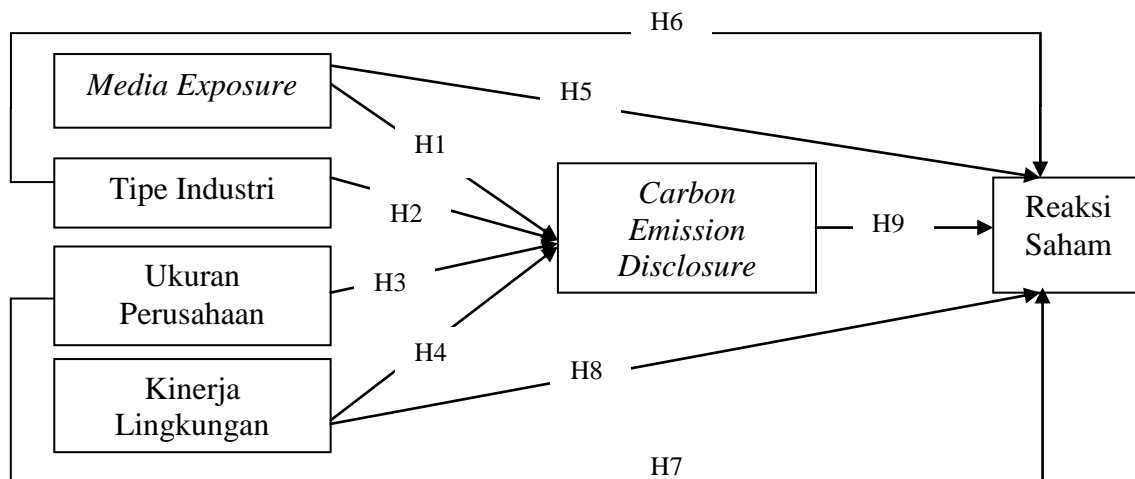 H6
Media Exposure
H5
H1
Tipe Industri
H2
Carbon
Emission
Disclosure
Reaksi
Saham
H9
Ukuran
Perusahaan
H3
H4
Kinerja
Lingkungan
H8
H7